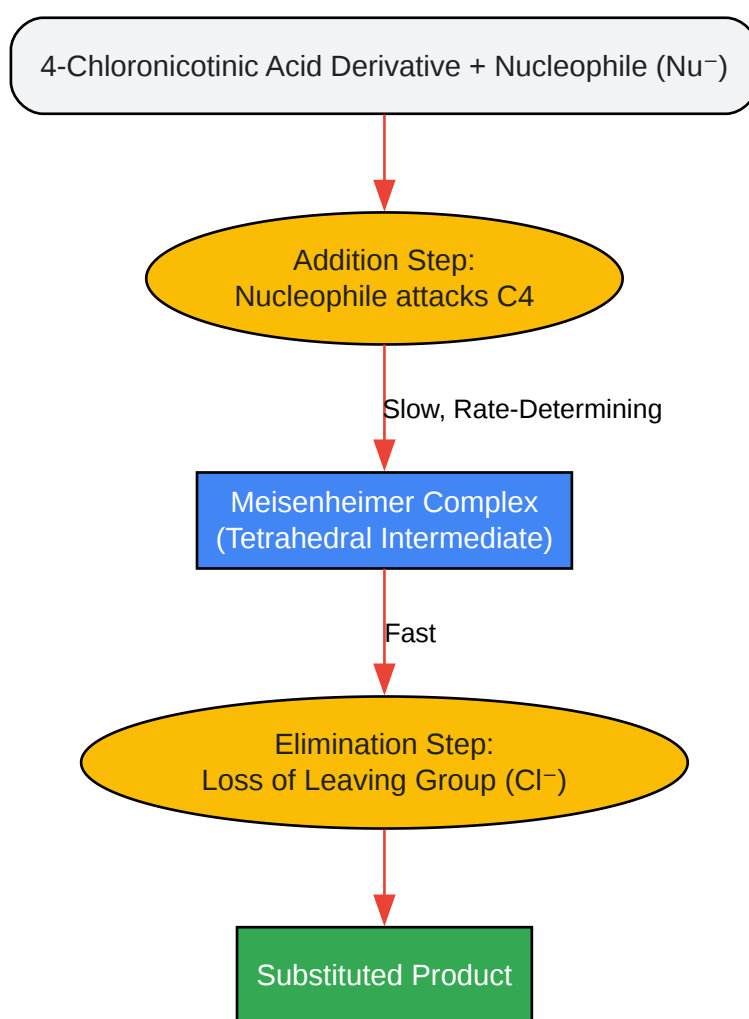 4-Chloronicotinic Acid Derivative + Nucleophile (Nu⁻)
Addition Step:
Nucleophile attacks C4
Slow, Rate-Determining
Meisenheimer Complex
(Tetrahedral Intermediate)
Fast
Elimination Step:
Loss of Leaving Group (Cl⁻)
Substituted Product